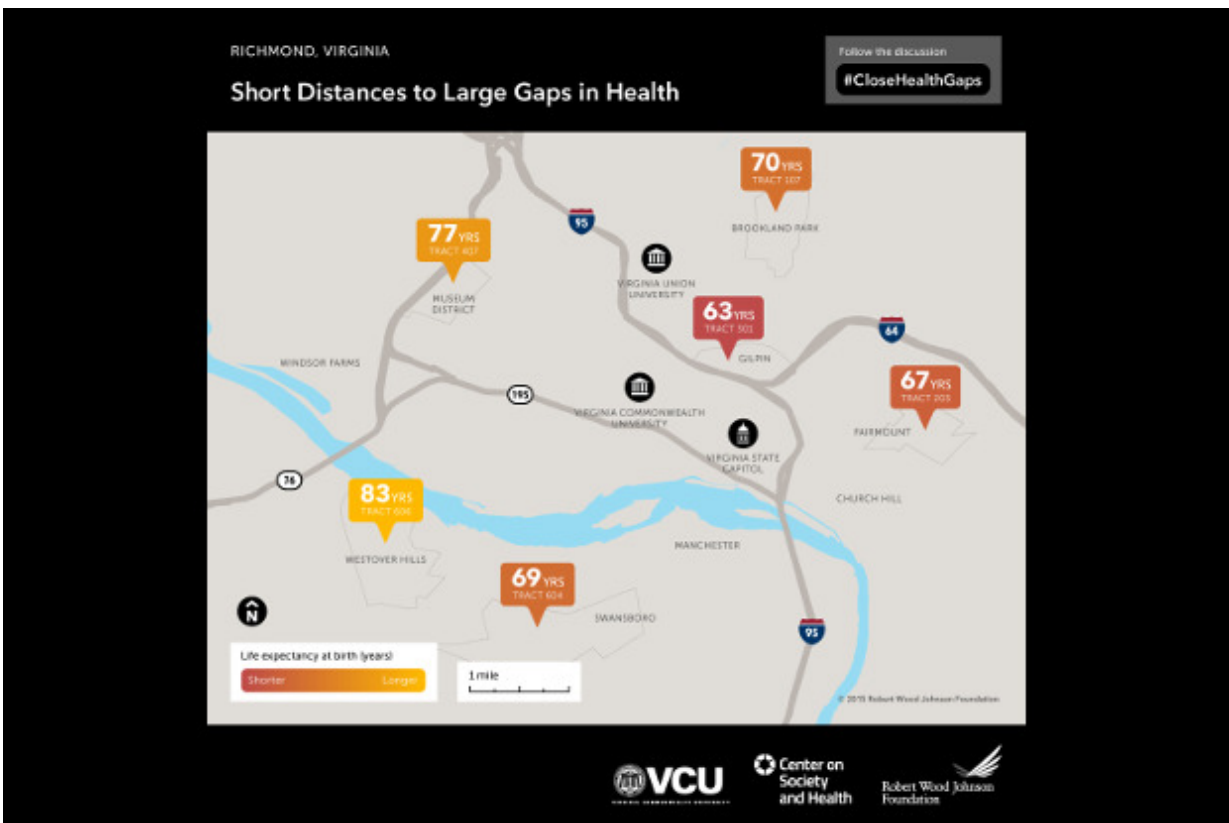 RICHMOND, VIRGINIA
Short Distances to Large Gaps in Health
Follow the discussion
#CloseHealthGaps
70 YRS
TRACT 107
BROOKLAND PARK
95
77 YRS
TRACT 407
MUSEUM
DISTRICT
VIRGINIA UNION
UNIVERSITY
63 YRS
TRACT 301
GILPIN
64
WINDSOR FARMS
67 YRS
TRACT 203
FAIRMOUNT
195
VIRGINIA COMMONWEALTH
UNIVERSITY
VIRGINIA STATE
CAPITOL
76
83 YRS
TRACT 606
WESTOVER HILLS
CHURCH HILL
MANCHESTER
69 YRS
TRACT 604
SWANSBORO
95
N
Life expectancy at birth (years)
Shorter Longer
1 mile
© 2015 Robert Wood Johnson Foundation
VCU
Center on
Society
and Health
Robert Wood Johnson
Foundation